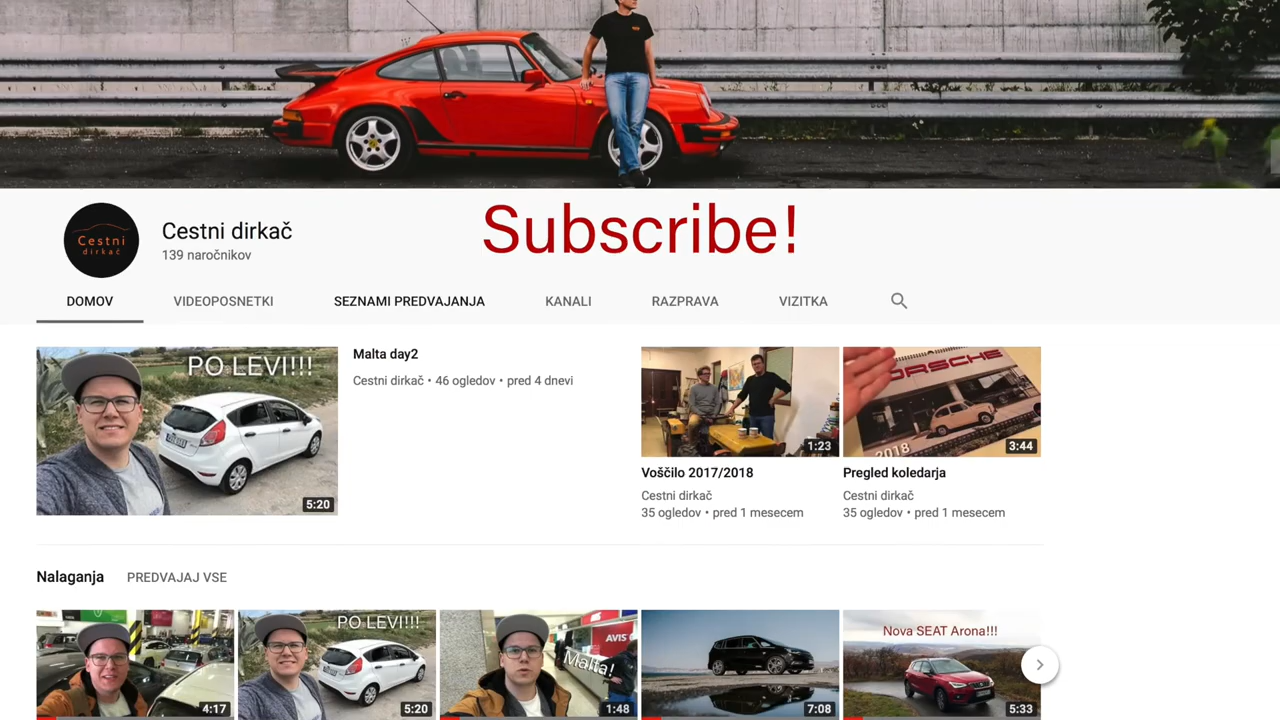 Cestni
dirkač
Cestni dirkač
139 naročnikov
Subscribe!
DOMOV
VIDEOPOSNETKI
SEZNAMI PREDVAJANJA
KANALI
RAZPRAVA
VIZITKA
PO LEVI!!!
5:20
Malta day2
Cestni dirkač • 46 ogledov • pred 4 dnevi
1:23
Voščilo 2017/2018
Cestni dirkač
35 ogledov • pred 1 mesecem
PORSCHE
2018
3:44
Pregled koledarja
Cestni dirkač
35 ogledov • pred 1 mesecem
Nalaganja
PREDVAJAJ VSE
4:17
PO LEVI!!!
5:20
AVIS
Malta!
1:48
7:08
Nova SEAT Arona!!!
5:33